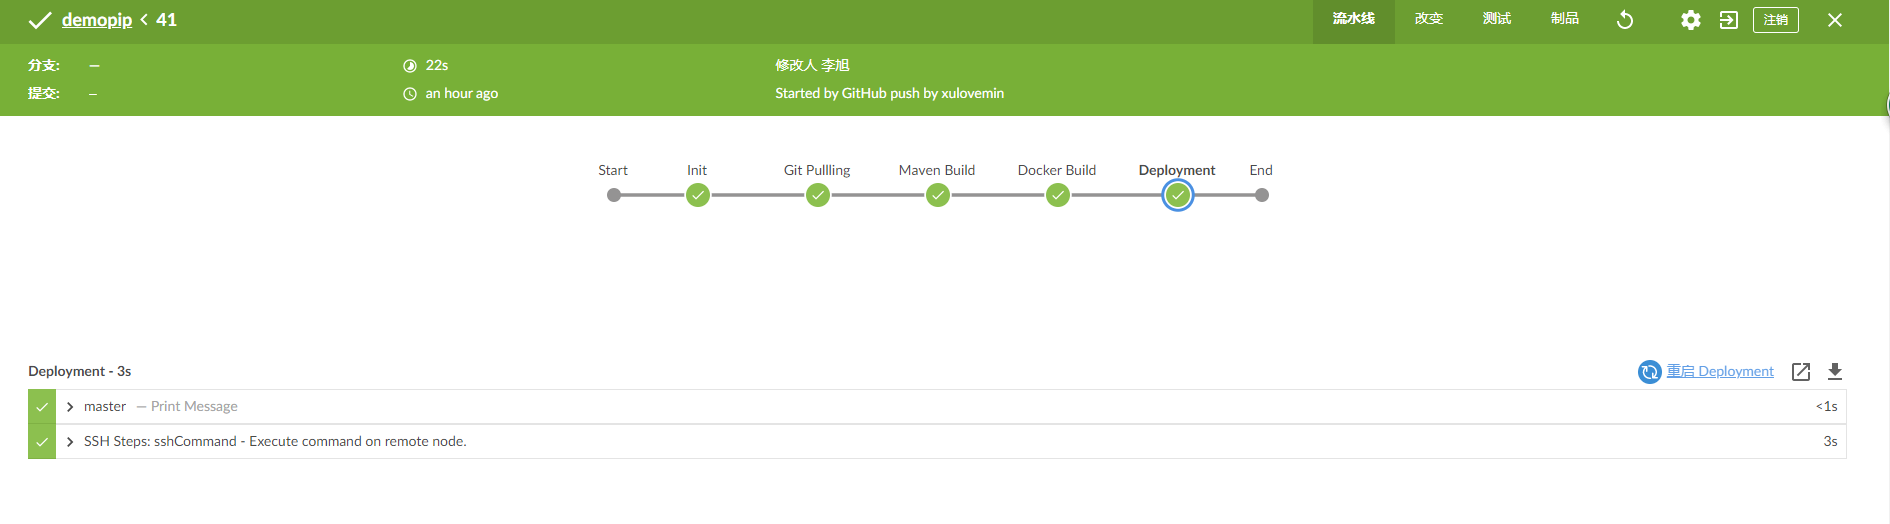 demopip < 41 流水线 改变 测试 制品 注销
分支: — 22s 修改人 李旭
提交: – an hour ago Started by GitHub push by xulovemin
Start Init Git Pullling Maven Build Docker Build Deployment End
Deployment - 3s 重启 Deployment
master — Print Message <1s
SSH Steps: sshCommand - Execute command on remote node. 3s